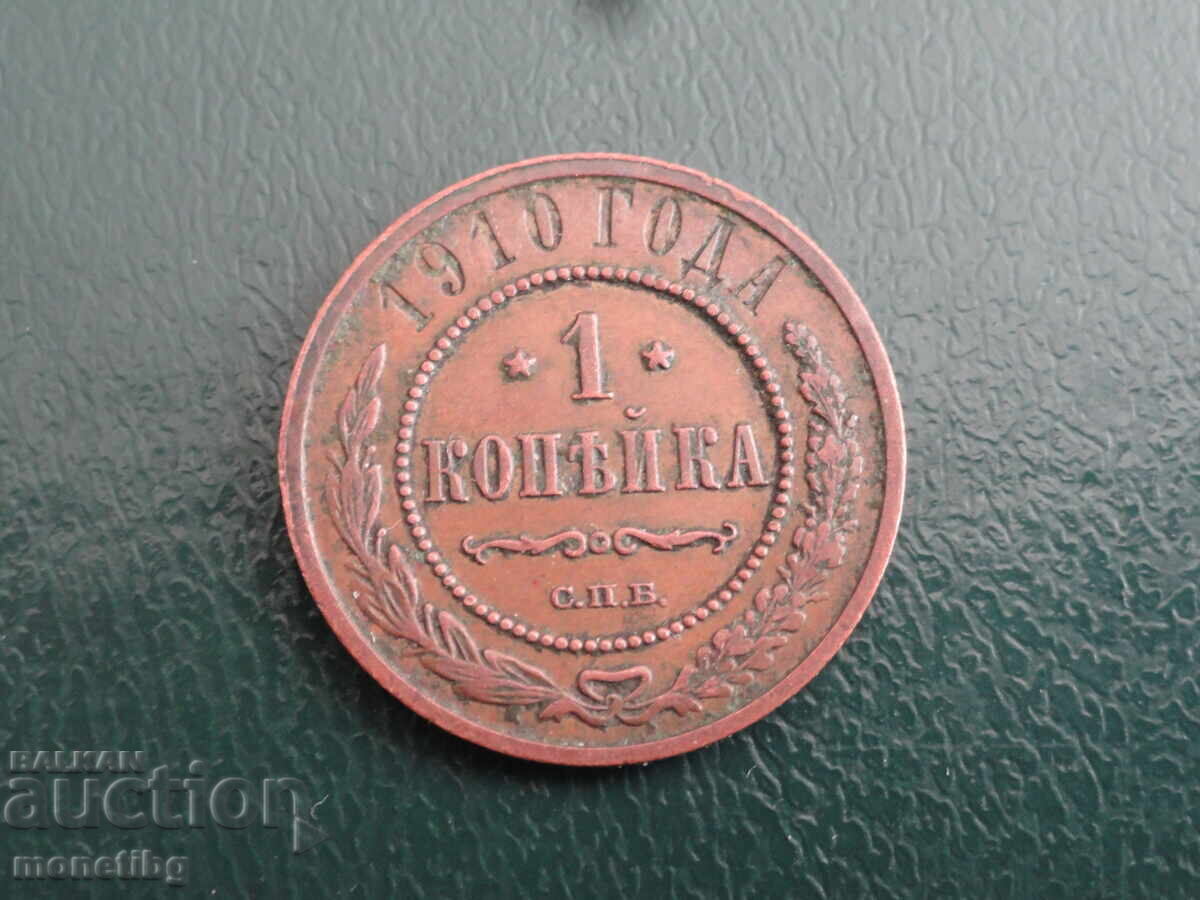 1910 ГОДА
* 1 *
КОПѢЙКА
С.П.Б.
BALKAN
auction
monetibg